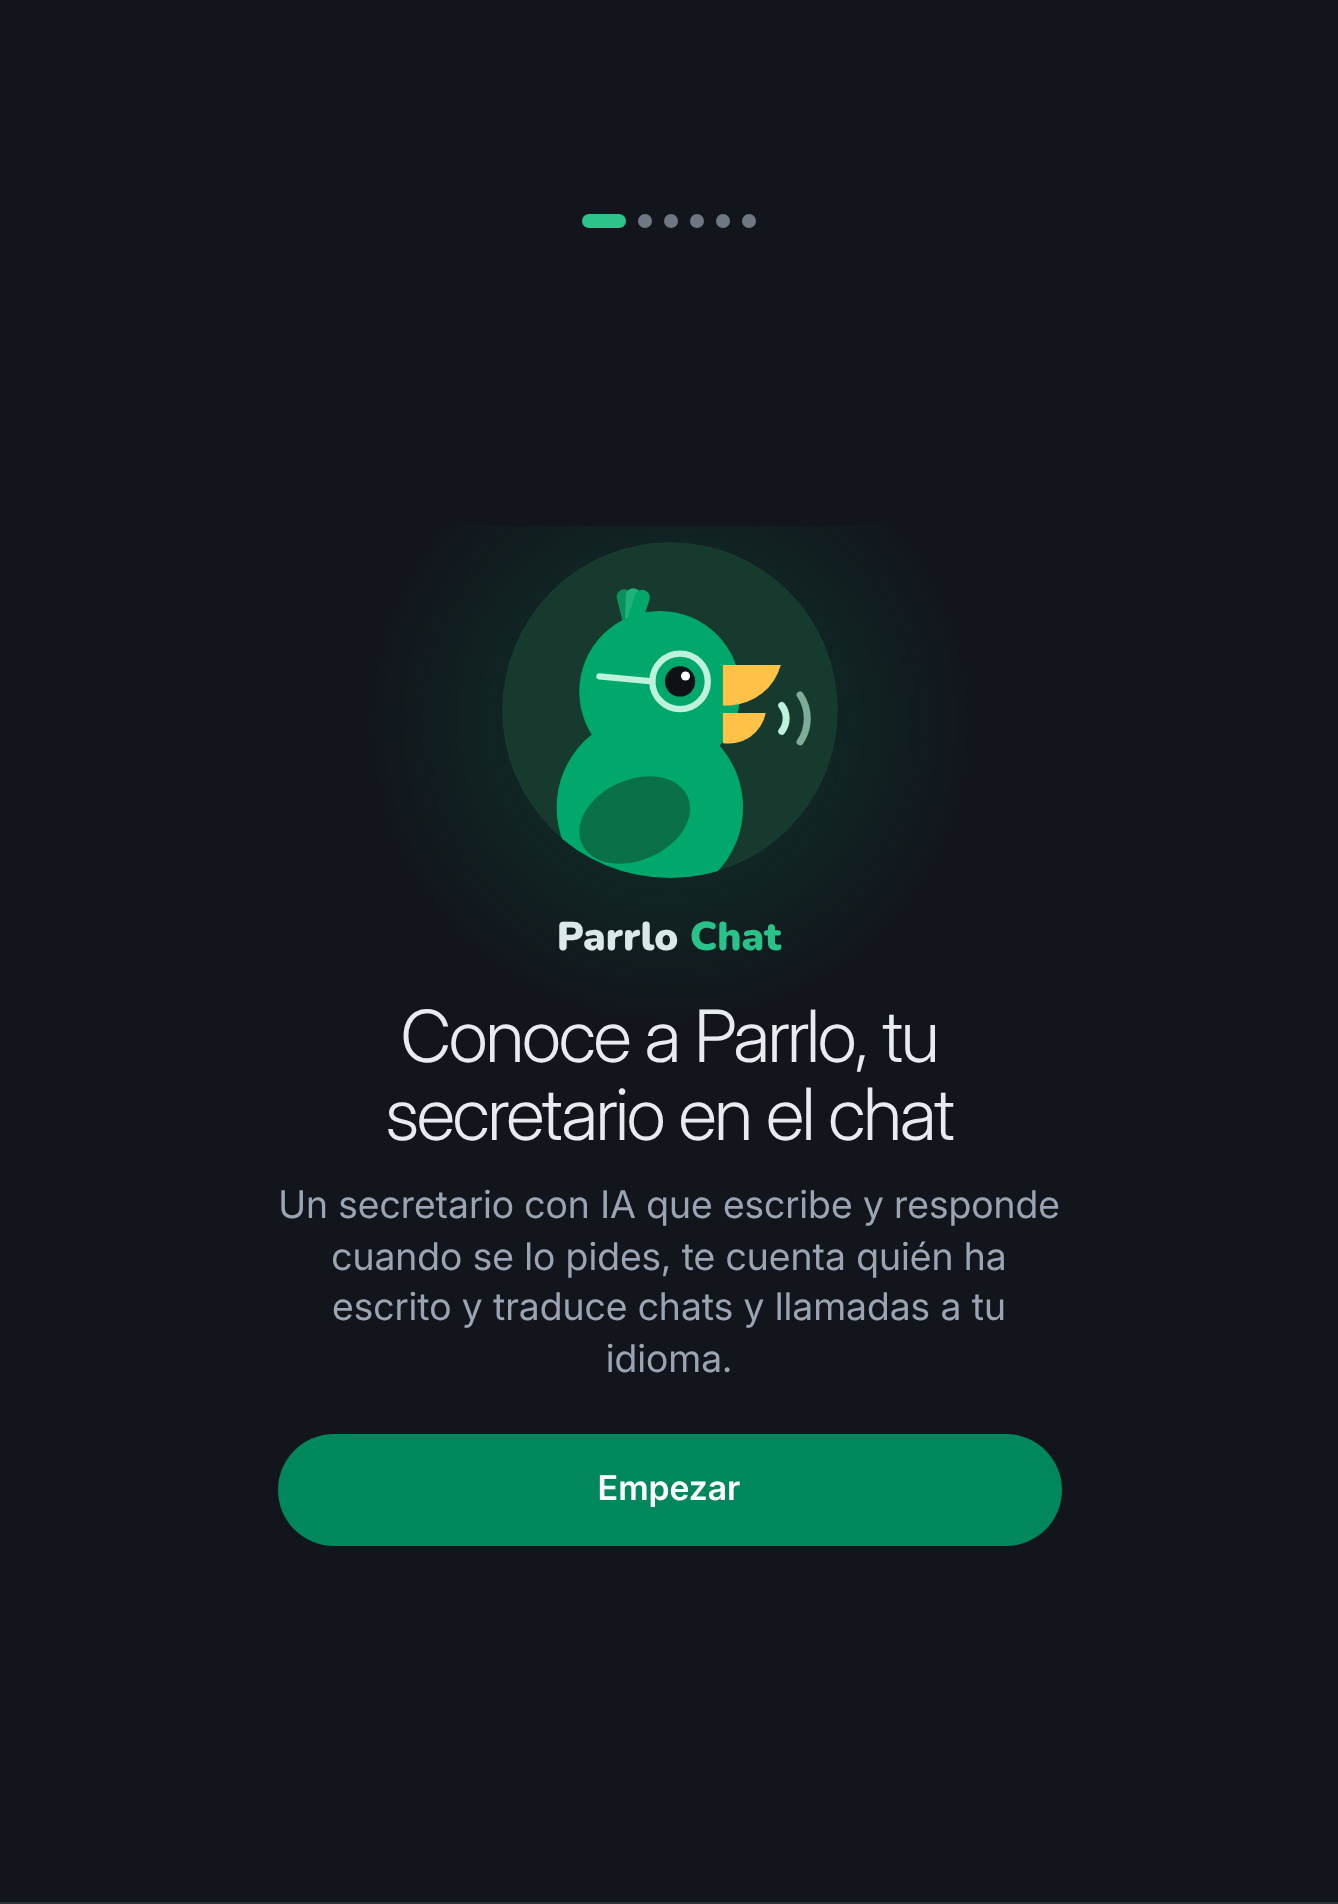 Parrlo Chat
Conoce a Parrlo, tu
secretario en el chat
Un secretario con IA que escribe y responde
cuando se lo pides, te cuenta quién ha
escrito y traduce chats y llamadas a tu
idioma.
Empezar